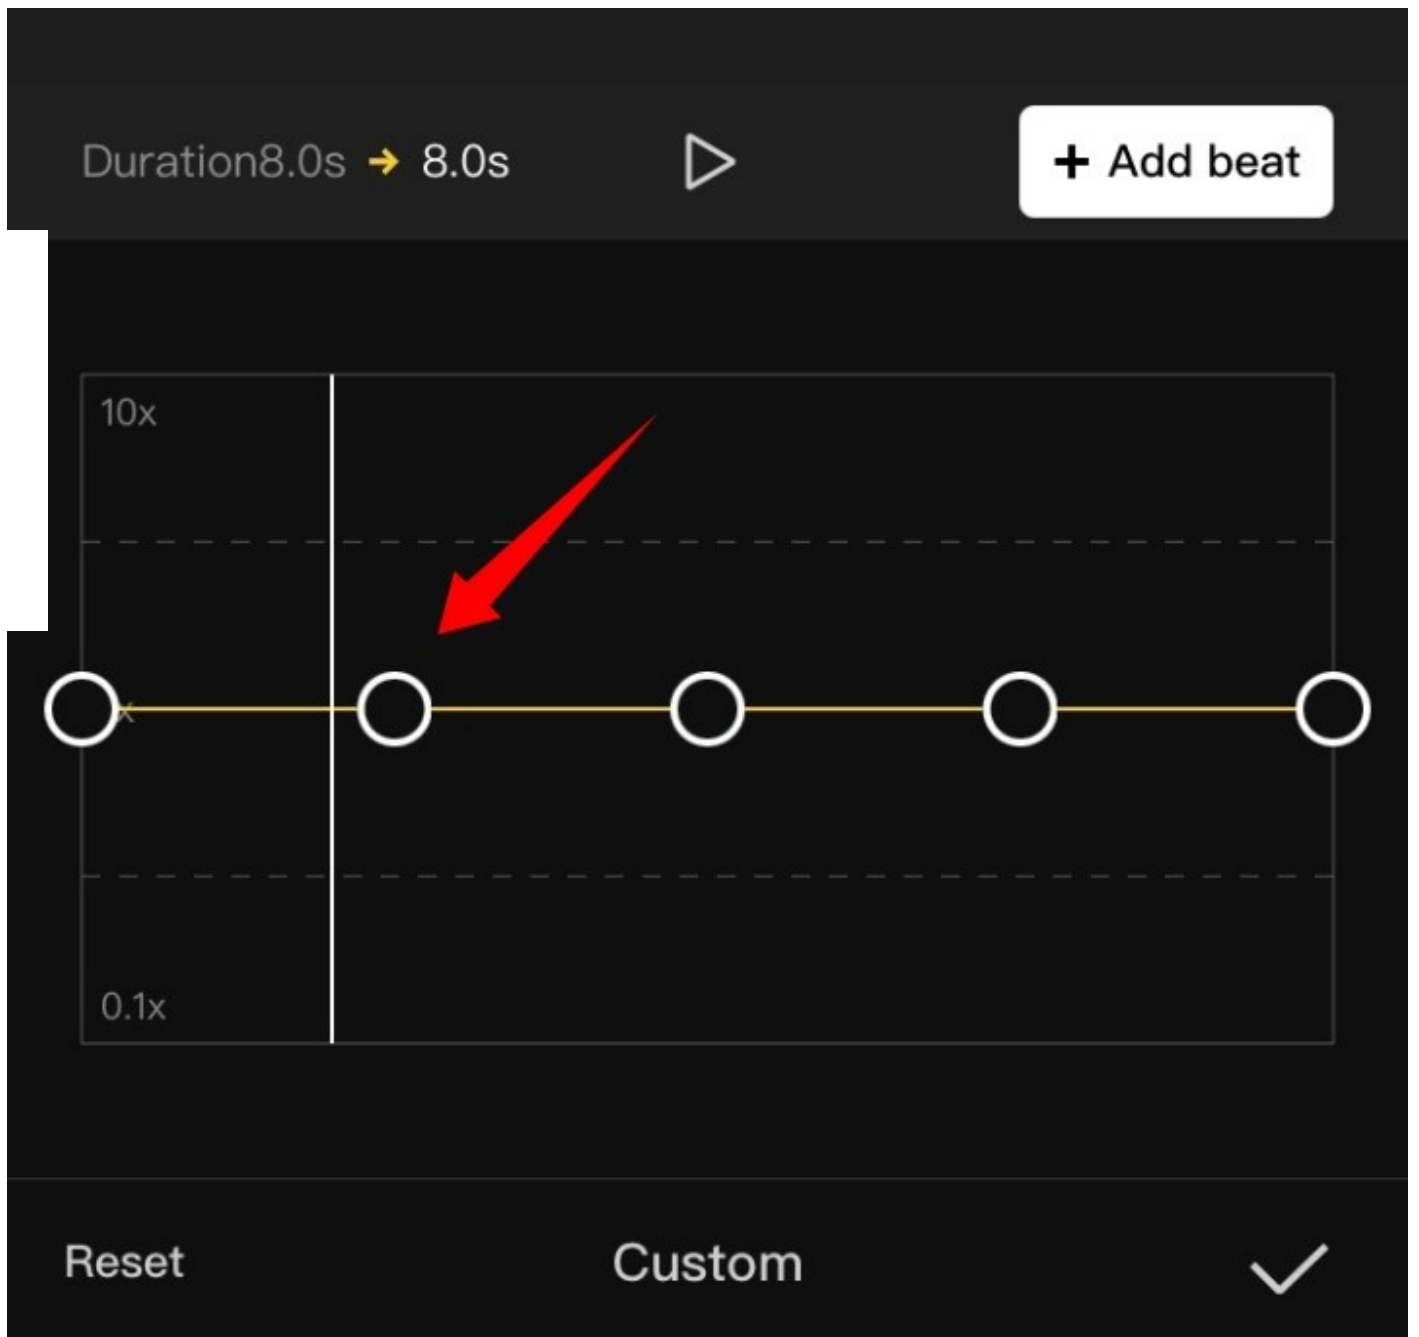 Duration8.0s → 8.0s
+ Add beat
10x
x
0.1x
Reset
Custom